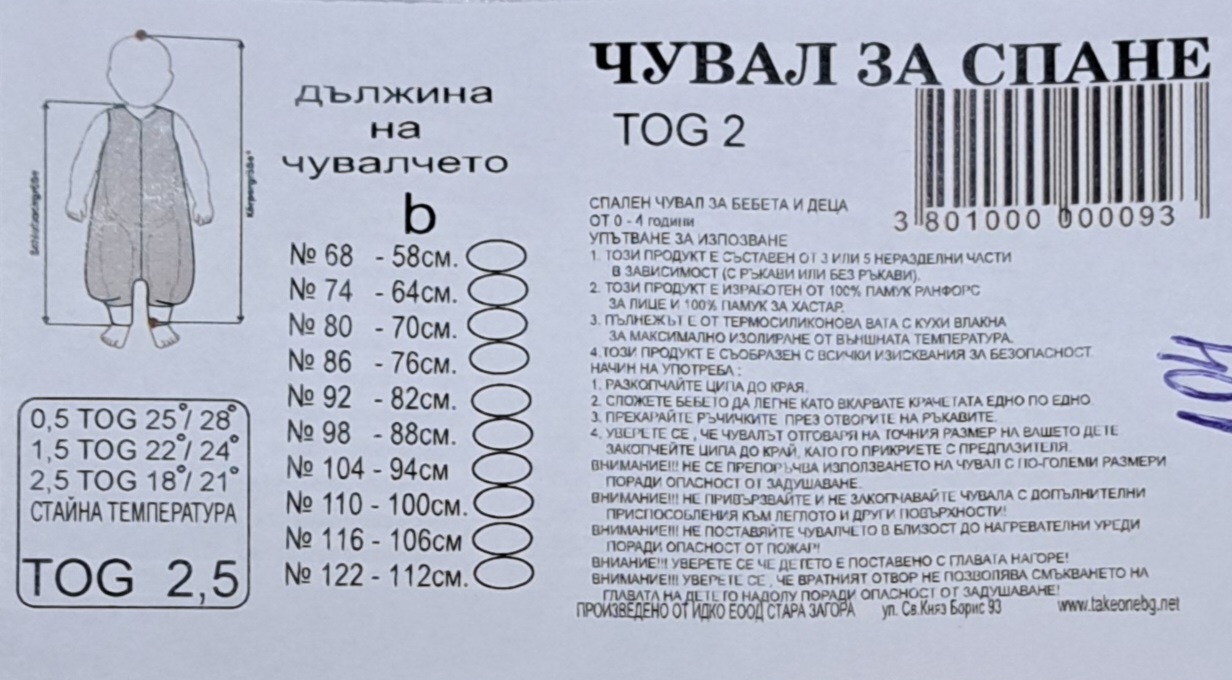 ЧУВАЛ ЗА СПАНЕ
TOG 2
3 801000 000093
дължина
на
чувалчето
b
№ 68 - 58см.
№ 74 - 64см.
№ 80 - 70см.
№ 86 - 76см.
№ 92 - 82см.
№ 98 - 88см.
№ 104 - 94см
№ 110 - 100см.
№ 116 - 106см
№ 122 - 112см.
0,5 TOG 25°/ 28°
1,5 TOG 22°/ 24°
2,5 TOG 18°/ 21°
СТАЙНА ТЕМПЕРАТУРА
TOG 2,5
СПАЛЕН ЧУВАЛ ЗА БЕБЕТА И ДЕЦА
ОТ 0 - 4 години
УПЪТВАНЕ ЗА ИЗПОЗВАНЕ
1. ТОЗИ ПРОДУКТ Е СЪСТАВЕН ОТ 3 ИЛИ 5 НЕРАЗДЕЛНИ ЧАСТИ
В ЗАВИСИМОСТ (С РЪКАВИ ИЛИ БЕЗ РЪКАВИ).
2. ТОЗИ ПРОДУКТ Е ИЗРАБОТЕН ОТ 100% ПАМУК РАНФОРС
ЗА ЛИЦЕ И 100% ПАМУК ЗА ХАСТАР.
3. ПЪЛНЕЖЪТ Е ОТ ТЕРМОСИЛИКОНОВА ВАТА С КУХИ ВЛАКНА
ЗА МАКСИМАЛНО ИЗОЛИРАНЕ ОТ ВЪНШНАТА ТЕМПЕРАТУРА.
4.ТОЗИ ПРОДУКТ Е СЪОБРАЗЕН С ВСИЧКИ ИЗИСКВАНИЯ ЗА БЕЗОПАСНОСТ.
НАЧИН НА УПОТРЕБА :
1. РАЗКОПЧАЙТЕ ЦИПА ДО КРАЯ.
2. СЛОЖЕТЕ БЕБЕТО ДА ЛЕГНЕ КАТО ВКАРВАТЕ КРАЧЕТАТА ЕДНО ПО ЕДНО.
3. ПРЕКАРАЙТЕ РЪЧИЧКИТЕ ПРЕЗ ОТВОРИТЕ НА РЪКАВИТЕ.
4. УВЕРЕТЕ СЕ , ЧЕ ЧУВАЛЪТ ОТГОВАРЯ НА ТОЧНИЯ РАЗМЕР НА ВАШЕТО ДЕТЕ
ЗАКОПЧЕЙТЕ ЦИПА ДО КРАЙ, КАТО ГО ПРИКРИЕТЕ С ПРЕДПАЗИТЕЛЯ.
ВНИМАНИЕ!!! НЕ СЕ ПРЕПОРЪЧВА ИЗПОЛЗВАНЕТО НА ЧУВАЛ С ПО-ГОЛЕМИ РАЗМЕРИ
ПОРАДИ ОПАСНОСТ ОТ ЗАДУШАВАНЕ.
ВНИМАНИЕ!!! НЕ ПРИВЪРЗВАЙТЕ И НЕ ЗАКОПЧАВАЙТЕ ЧУВАЛА С ДОПЪЛНИТЕЛНИ
ПРИСПОСОБЛЕНИЯ КЪМ ЛЕГЛОТО И ДРУГИ ПОВЪРХНОСТИ!
ВНИМАНИЕ!!! НЕ ПОСТАВЯЙТЕ ЧУВАЛЧЕТО В БЛИЗОСТ ДО НАГРЕВАТЕЛНИ УРЕДИ
ПОРАДИ ОПАСНОСТ ОТ ПОЖАР!
ВНИАНИЕ!!! УВЕРЕТЕ СЕ ЧЕ ДЕТЕТО Е ПОСТАВЕНО С ГЛАВАТА НАГОРЕ!
ВНИМАНИЕ!!! УВЕРЕТЕ СЕ , ЧЕ ВРАТНИЯТ ОТВОР НЕ ПОЗВОЛЯВА СМЪКВАНЕТО НА
ГЛАВАТА НА ДЕТЕТО НАДОЛУ ПОРАДИ ОПАСНОСТ ОТ ЗАДУШАВАНЕ!
ПРОИЗВЕДЕНО ОТ ИДКО ЕООД СТАРА ЗАГОРА ул. Св.Княз Борис 93 www.takeonebg.net
104